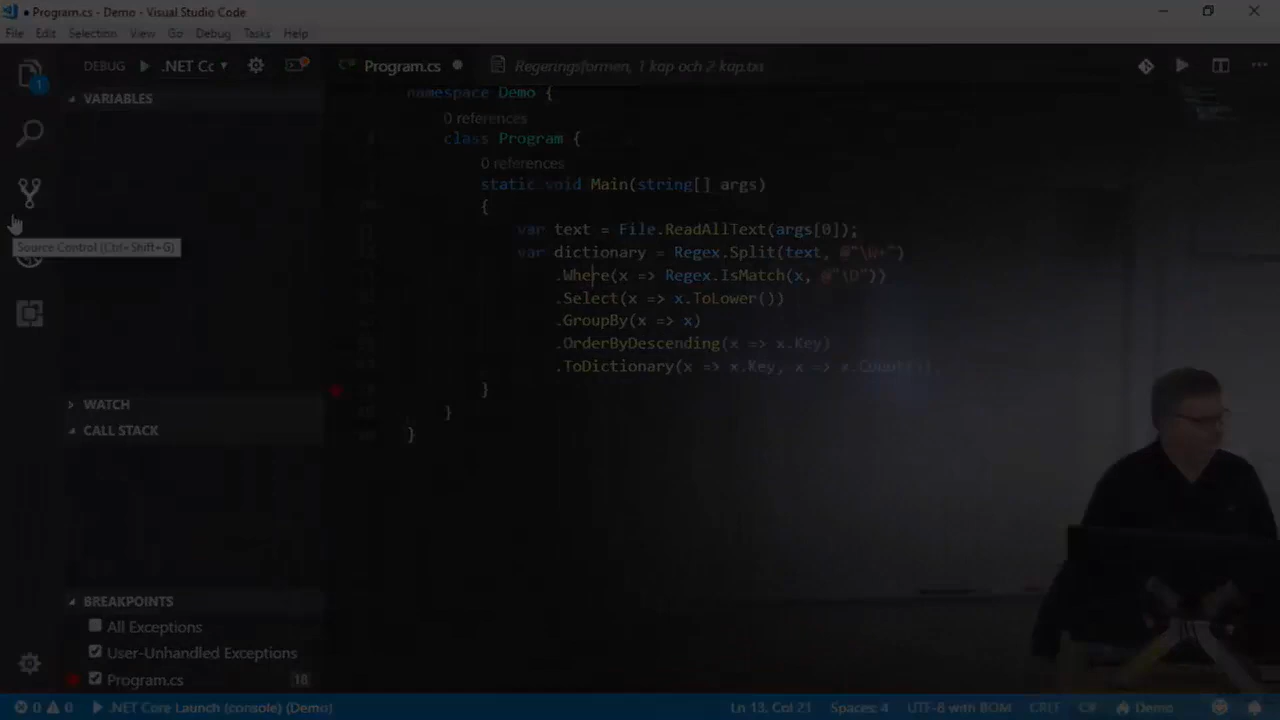 ● Program.cs - Demo - Visual Studio Code
File Edit Selection View Go Debug Tasks Help
DEBUG .NET Cc
Program.cs ● Regeringsformen, 1 kap och 2 kap.txt
1
VARIABLES
Source Control (Ctrl+Shift+G)
WATCH
CALL STACK
BREAKPOINTS
All Exceptions
User-Unhandled Exceptions
Program.cs 18
namespace Demo {
0 references
class Program {
0 references
static void Main(string[] args)
{
var text = File.ReadAllText(args[0]);
var dictionary = Regex.Split(text, @"\W+")
.Where(x => Regex.IsMatch(x, @"\D"))
.Select(x => x.ToLower())
.GroupBy(x => x)
.OrderByDescending(x => x.Key)
.ToDictionary(x => x.Key, x => x.Count());
}
}
}
0 0 .NET Core Launch (console) (Demo) Ln 13, Col 21 Spaces: 4 UTF-8 with BOM CRLF C# Demo